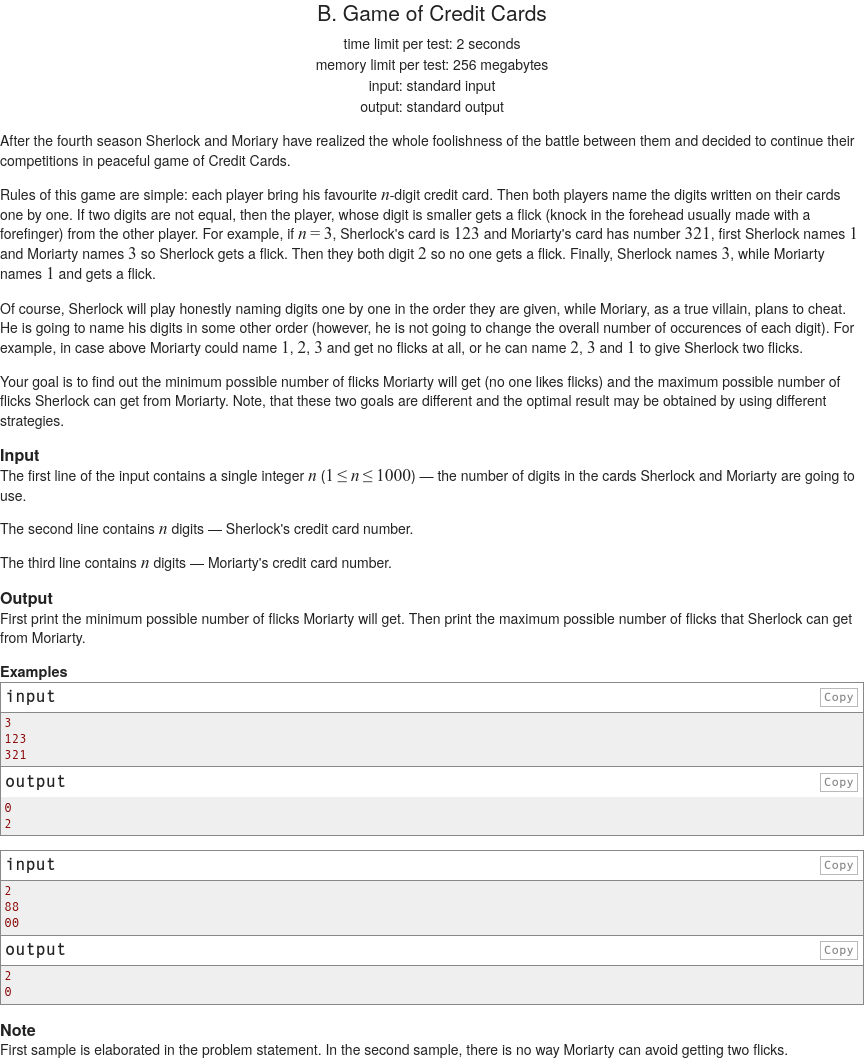 B. Game of Credit Cards
time limit per test: 2 seconds
memory limit per test: 256 megabytes
input: standard input
output: standard output
After the fourth season Sherlock and Moriary have realized the whole foolishness of the battle between them and decided to continue their
competitions in peaceful game of Credit Cards.
Rules of this game are simple: each player bring his favourite n-digit credit card. Then both players name the digits written on their cards
one by one. If two digits are not equal, then the player, whose digit is smaller gets a flick (knock in the forehead usually made with a
forefinger) from the other player. For example, if n = 3, Sherlock's card is 123 and Moriarty's card has number 321, first Sherlock names 1
and Moriarty names 3 so Sherlock gets a flick. Then they both digit 2 so no one gets a flick. Finally, Sherlock names 3, while Moriarty
names 1 and gets a flick.
Of course, Sherlock will play honestly naming digits one by one in the order they are given, while Moriary, as a true villain, plans to cheat.
He is going to name his digits in some other order (however, he is not going to change the overall number of occurences of each digit). For
example, in case above Moriarty could name 1, 2, 3 and get no flicks at all, or he can name 2, 3 and 1 to give Sherlock two flicks.
Your goal is to find out the minimum possible number of flicks Moriarty will get (no one likes flicks) and the maximum possible number of
flicks Sherlock can get from Moriarty. Note, that these two goals are different and the optimal result may be obtained by using different
strategies.
Input
The first line of the input contains a single integer n (1 ≤ n ≤ 1000) — the number of digits in the cards Sherlock and Moriarty are going to
use.
The second line contains n digits — Sherlock's credit card number.
The third line contains n digits — Moriarty's credit card number.
Output
First print the minimum possible number of flicks Moriarty will get. Then print the maximum possible number of flicks that Sherlock can get
from Moriarty.
Examples
input Copy
3
123
321
output Copy
0
2
input Copy
2
88
00
output Copy
2
0
Note
First sample is elaborated in the problem statement. In the second sample, there is no way Moriarty can avoid getting two flicks.